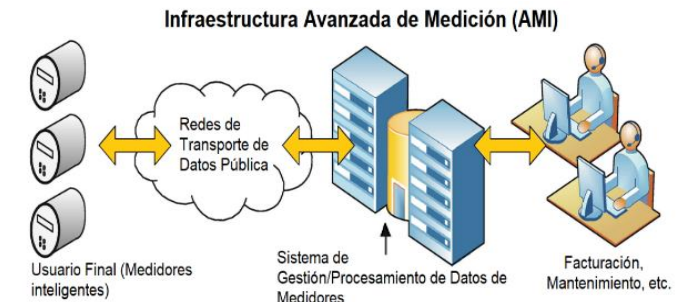 Infraestructura Avanzada de Medición (AMI)
Redes de
Transporte de
Datos Pública
Usuario Final (Medidores
inteligentes)
Sistema de
Gestión/Procesamiento de Datos de
Medidores
Facturación,
Mantenimiento, etc.